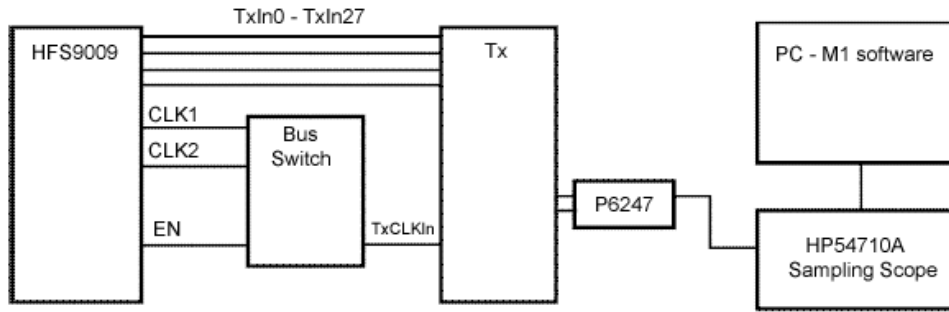 TxIn0 - TxIn27
HFS9009
Tx
PC - M1 software
CLK1
Bus
Switch
CLK2
P6247
EN
TxCLKIn
HP54710A
Sampling Scope